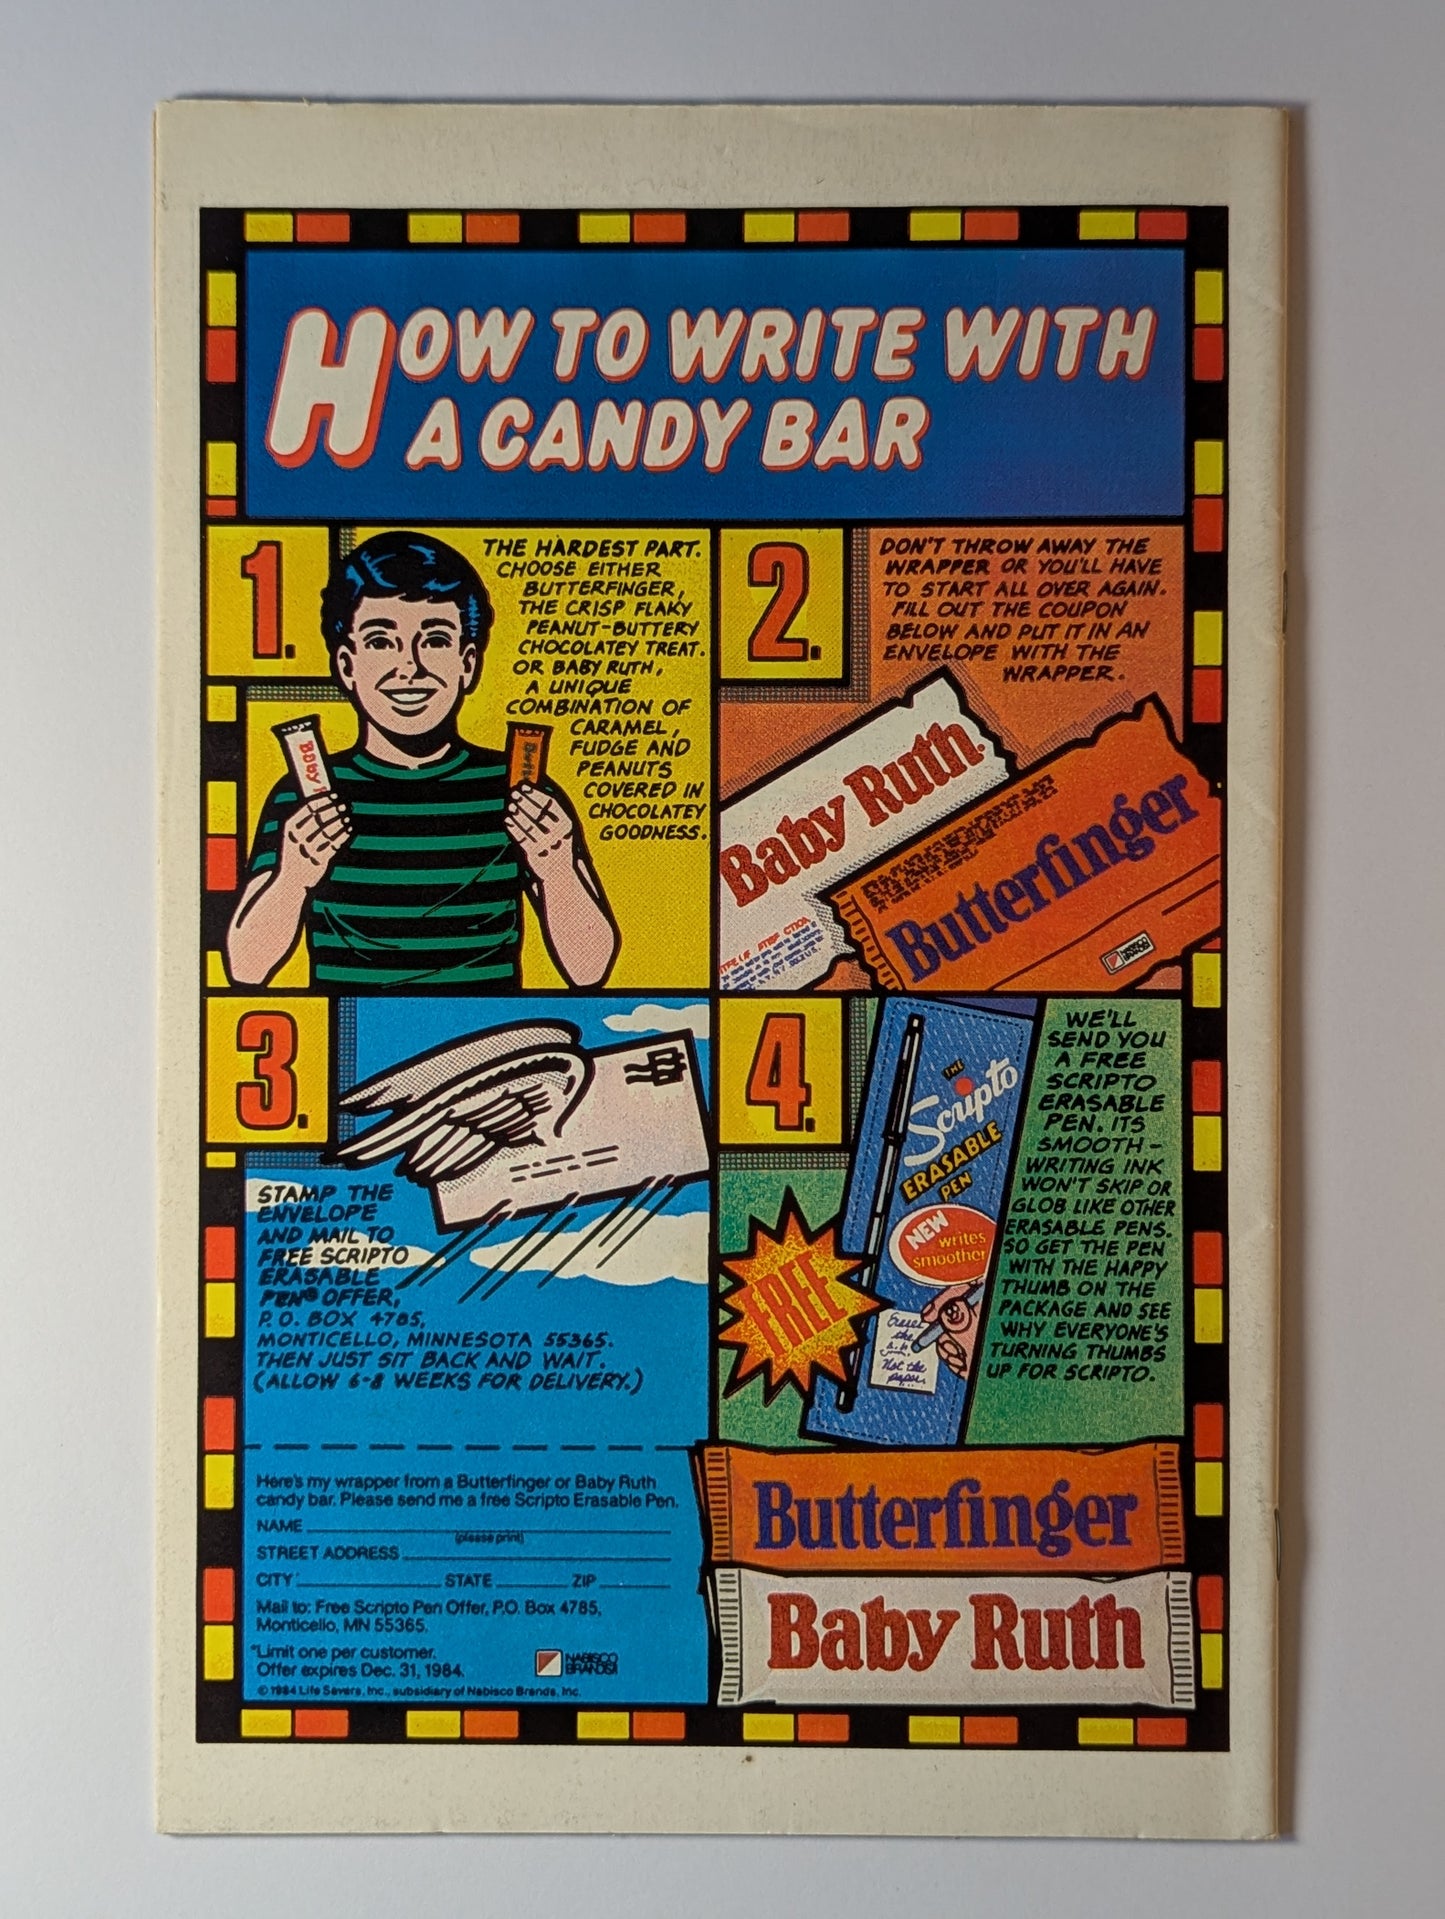 HOW TO WRITE WITH
A CANDY BAR
1.
THE HARDEST PART.
CHOOSE EITHER
BUTTERFINGER,
THE CRISP FLAKY
PEANUT-BUTTERY
CHOCOLATEY TREAT.
OR BABY RUTH,
A UNIQUE
COMBINATION OF
CARAMEL,
FUDGE AND
PEANUTS
COVERED IN
CHOCOLATEY
GOODNESS.
Baby
2.
DON'T THROW AWAY THE
WRAPPER OR YOU'LL HAVE
TO START ALL OVER AGAIN.
FILL OUT THE COUPON
BELOW AND PUT IT IN AN
ENVELOPE WITH THE
WRAPPER.
Baby Ruth
Butterfinger
NABISCO
BRANDS
3.
STAMP THE
ENVELOPE
AND MAIL TO
FREE SCRIPTO
ERASABLE
PEN® OFFER,
P.O. BOX 4785,
MONTICELLO, MINNESOTA 55365.
THEN JUST SIT BACK AND WAIT.
(ALLOW 6-8 WEEKS FOR DELIVERY.)
4.
WE'LL
SEND YOU
A FREE
SCRIPTO
ERASABLE
PEN. ITS
SMOOTH-
WRITING INK
WON'T SKIP OR
GLOB LIKE OTHER
ERASABLE PENS.
SO GET THE PEN
WITH THE HAPPY
THUMB ON THE
PACKAGE AND SEE
WHY EVERYONE'S
TURNING THUMBS
UP FOR SCRIPTO.
THE
Scripto
ERASABLE
PEN
NEW
writes
smoother
FREE
Erases
the
Not the
paper
Here's my wrapper from a Butterfinger or Baby Ruth
candy bar. Please send me a free Scripto Erasable Pen.
NAME
(please print)
STREET ADDRESS
CITY STATE ZIP
Mail to: Free Scripto Pen Offer, P.O. Box 4785,
Monticello, MN 55365.
*Limit one per customer.
Offer expires Dec. 31, 1984.
© 1984 Life Savers, Inc., subsidiary of Nabisco Brands, Inc.
NABISCO
BRANDS
Butterfinger
Baby Ruth